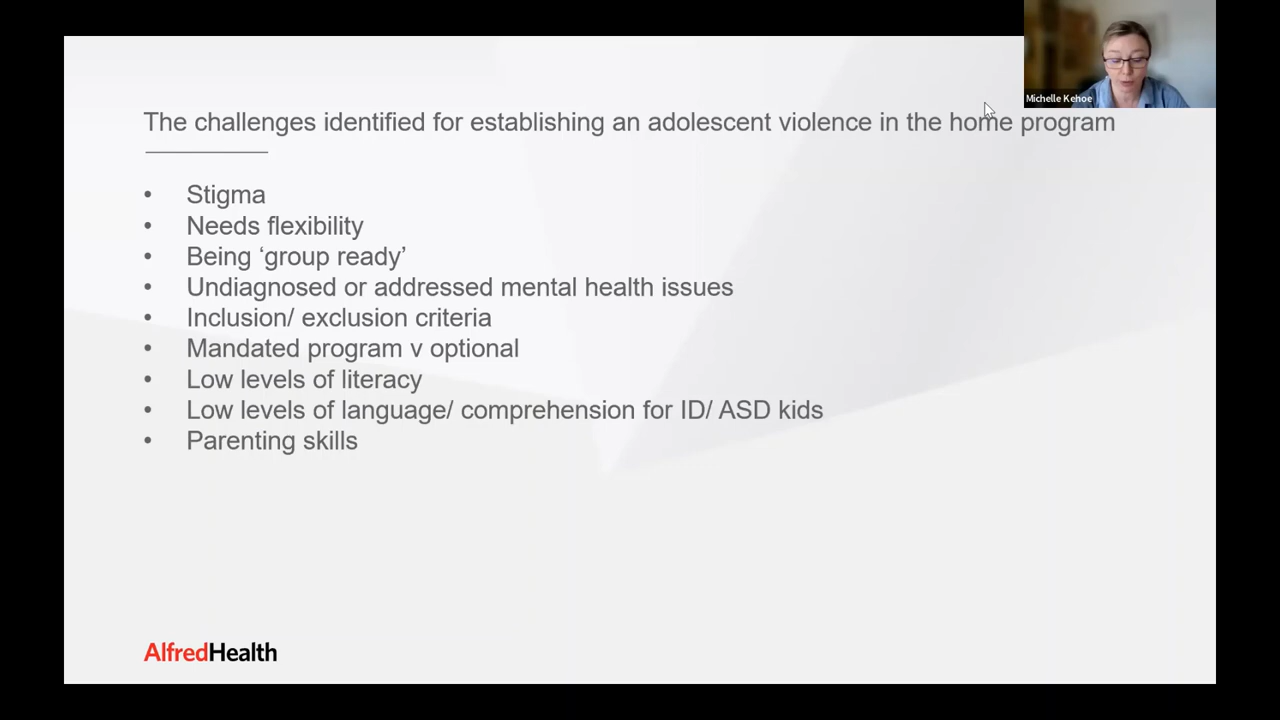 Michelle Kehoe
The challenges identified for establishing an adolescent violence in the home program
• Stigma
• Needs flexibility
• Being ‘group ready’
• Undiagnosed or addressed mental health issues
• Inclusion/ exclusion criteria
• Mandated program v optional
• Low levels of literacy
• Low levels of language/ comprehension for ID/ ASD kids
• Parenting skills
AlfredHealth